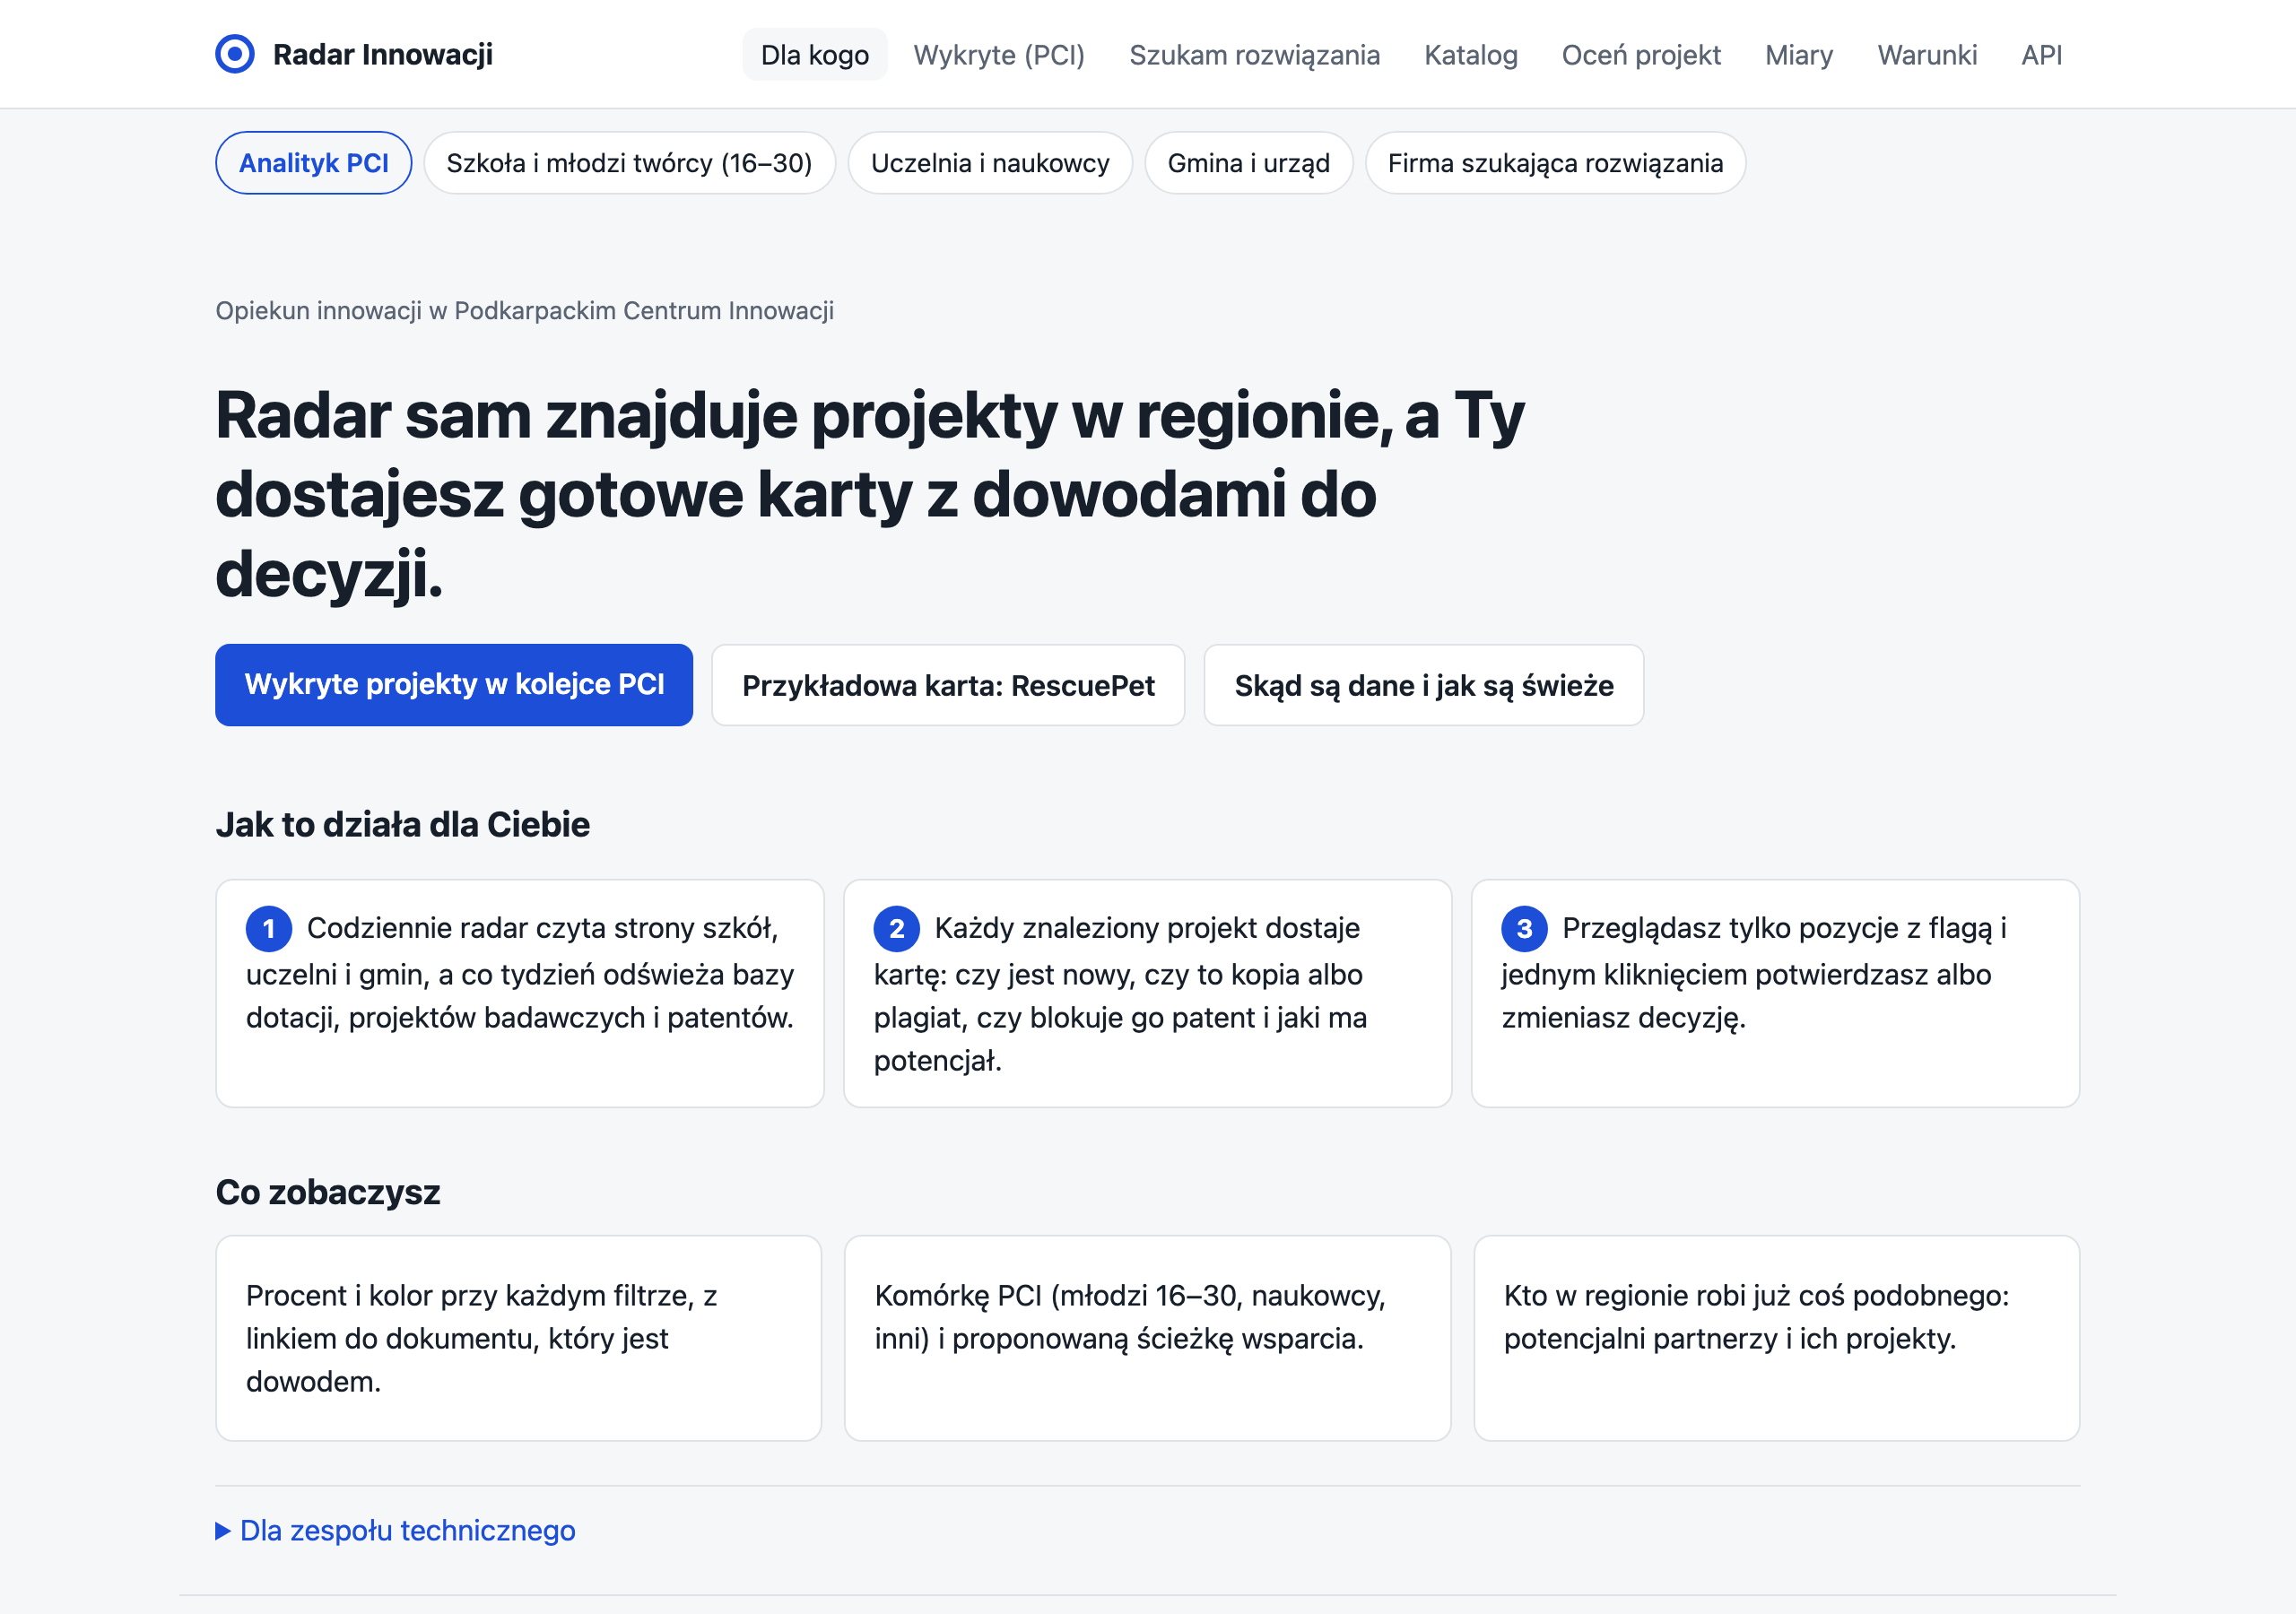 Radar Innowacji
Dla kogo
Wykryte (PCI)
Szukam rozwiązania
Katalog
Oceń projekt
Miary
Warunki
API
Analityk PCI
Szkoła i młodzi twórcy (16–30)
Uczelnia i naukowcy
Gmina i urząd
Firma szukająca rozwiązania
Opiekun innowacji w Podkarpackim Centrum Innowacji
Radar sam znajduje projekty w regionie, a Ty
dostajesz gotowe karty z dowodami do
decyzji.
Wykryte projekty w kolejce PCI
Przykładowa karta: RescuePet
Skąd są dane i jak są świeże
Jak to działa dla Ciebie
1 Codziennie radar czyta strony szkół,
uczelni i gmin, a co tydzień odświeża bazy
dotacji, projektów badawczych i patentów.
2 Każdy znaleziony projekt dostaje
kartę: czy jest nowy, czy to kopia albo
plagiat, czy blokuje go patent i jaki ma
potencjał.
3 Przeglądasz tylko pozycje z flagą i
jednym kliknięciem potwierdzasz albo
zmieniasz decyzję.
Co zobaczysz
Procent i kolor przy każdym filtrze, z
linkiem do dokumentu, który jest
dowodem.
Komórkę PCI (młodzi 16–30, naukowcy,
inni) i proponowaną ścieżkę wsparcia.
Kto w regionie robi już coś podobnego:
potencjalni partnerzy i ich projekty.
Dla zespołu technicznego